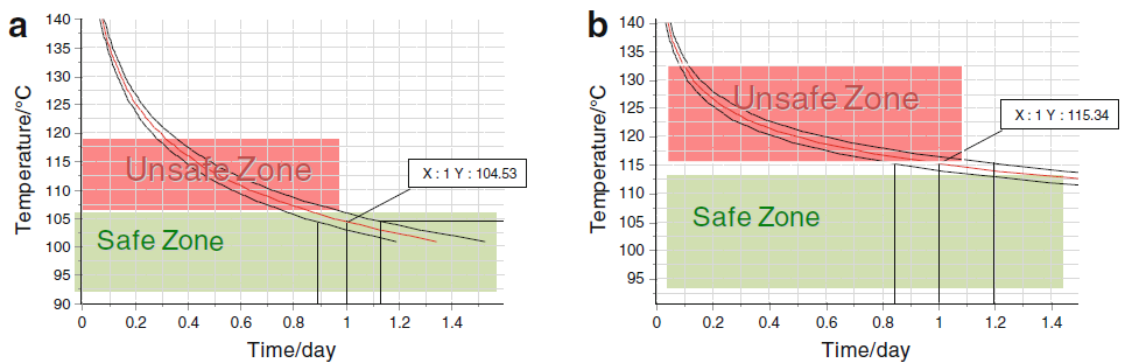 a
140
135
130
125
120
115
110
105
100
95
90
Temperature/°C
Unsafe Zone
Safe Zone
X : 1 Y : 104.53
0 0.2 0.4 0.6 0.8 1 1.2 1.4
Time/day
b
140
135
130
125
120
115
110
105
100
95
Temperature/°C
Unsafe Zone
Safe Zone
X : 1 Y : 115.34
0 0.2 0.4 0.6 0.8 1 1.2 1.4
Time/day